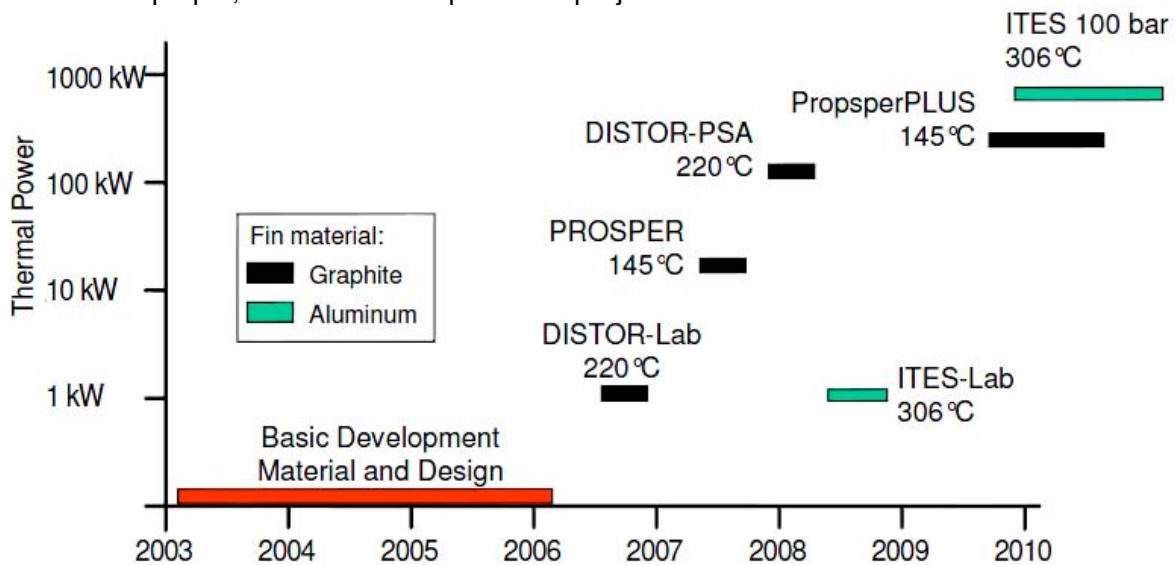 ITES 100 bar
306°C
1000 kW
PropsperPLUS
145°C
DISTOR-PSA
220°C
100 kW
Thermal Power
Fin material:
Graphite
Aluminum
PROSPER
145°C
10 kW
DISTOR-Lab
220°C
1 kW
ITES-Lab
306°C
Basic Development
Material and Design
2003 2004 2005 2006 2007 2008 2009 2010